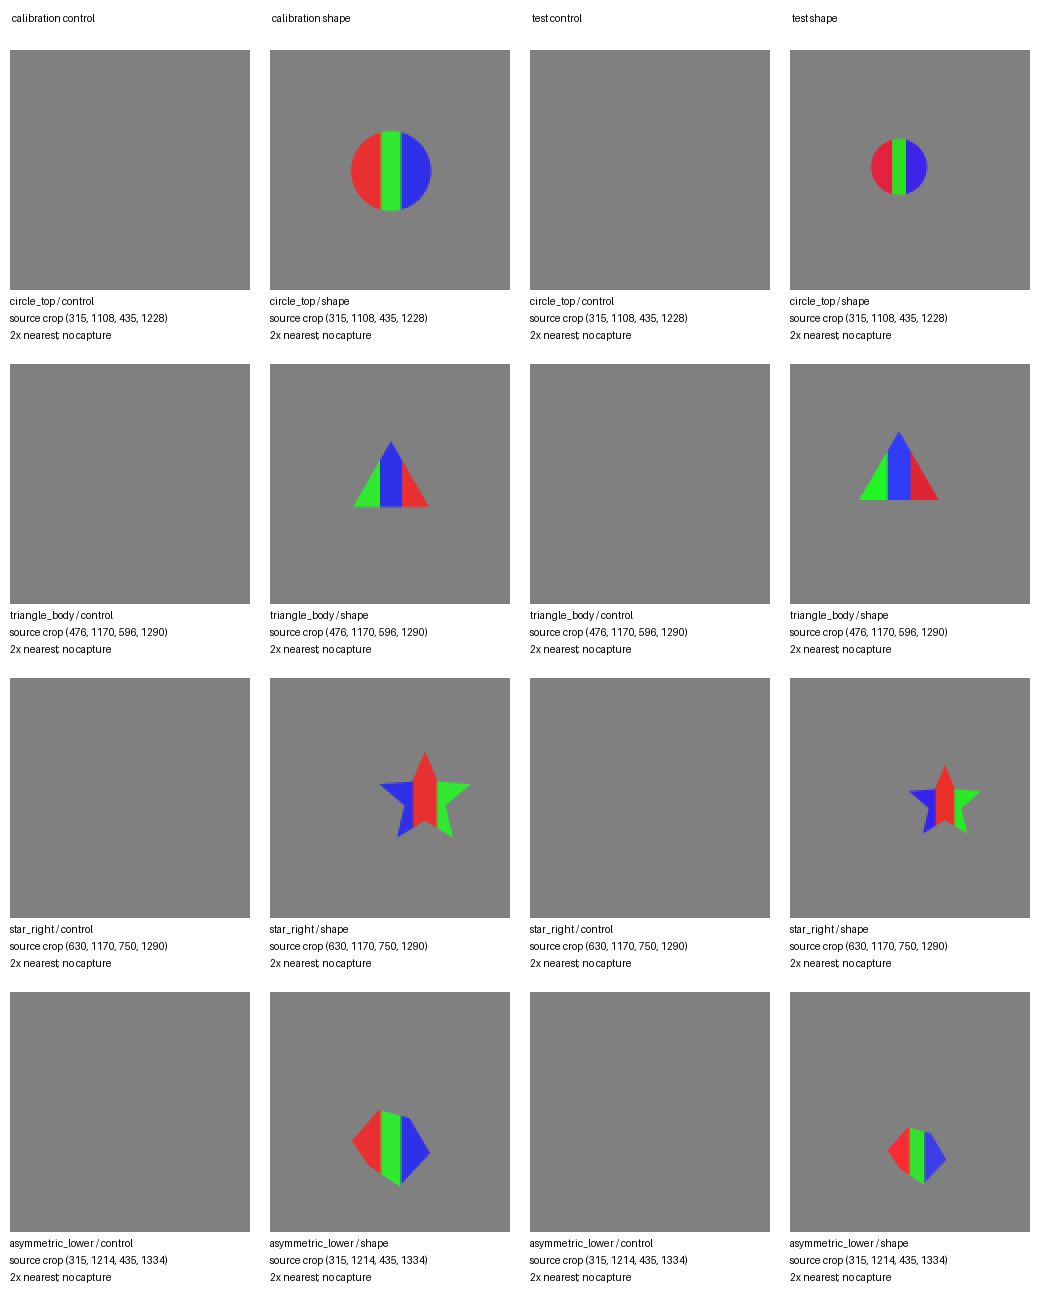 calibration control calibration shape test control test shape
circle_top / control circle_top / shape circle_top / control circle_top / shape
source crop (315, 1108, 435, 1228) source crop (315, 1108, 435, 1228) source crop (315, 1108, 435, 1228) source crop (315, 1108, 435, 1228)
2x nearest; no capture 2x nearest; no capture 2x nearest; no capture 2x nearest; no capture
triangle_body / control triangle_body / shape triangle_body / control triangle_body / shape
source crop (476, 1170, 596, 1290) source crop (476, 1170, 596, 1290) source crop (476, 1170, 596, 1290) source crop (476, 1170, 596, 1290)
2x nearest; no capture 2x nearest; no capture 2x nearest; no capture 2x nearest; no capture
star_right / control star_right / shape star_right / control star_right / shape
source crop (630, 1170, 750, 1290) source crop (630, 1170, 750, 1290) source crop (630, 1170, 750, 1290) source crop (630, 1170, 750, 1290)
2x nearest; no capture 2x nearest; no capture 2x nearest; no capture 2x nearest; no capture
asymmetric_lower / control asymmetric_lower / shape asymmetric_lower / control asymmetric_lower / shape
source crop (315, 1214, 435, 1334) source crop (315, 1214, 435, 1334) source crop (315, 1214, 435, 1334) source crop (315, 1214, 435, 1334)
2x nearest; no capture 2x nearest; no capture 2x nearest; no capture 2x nearest; no capture